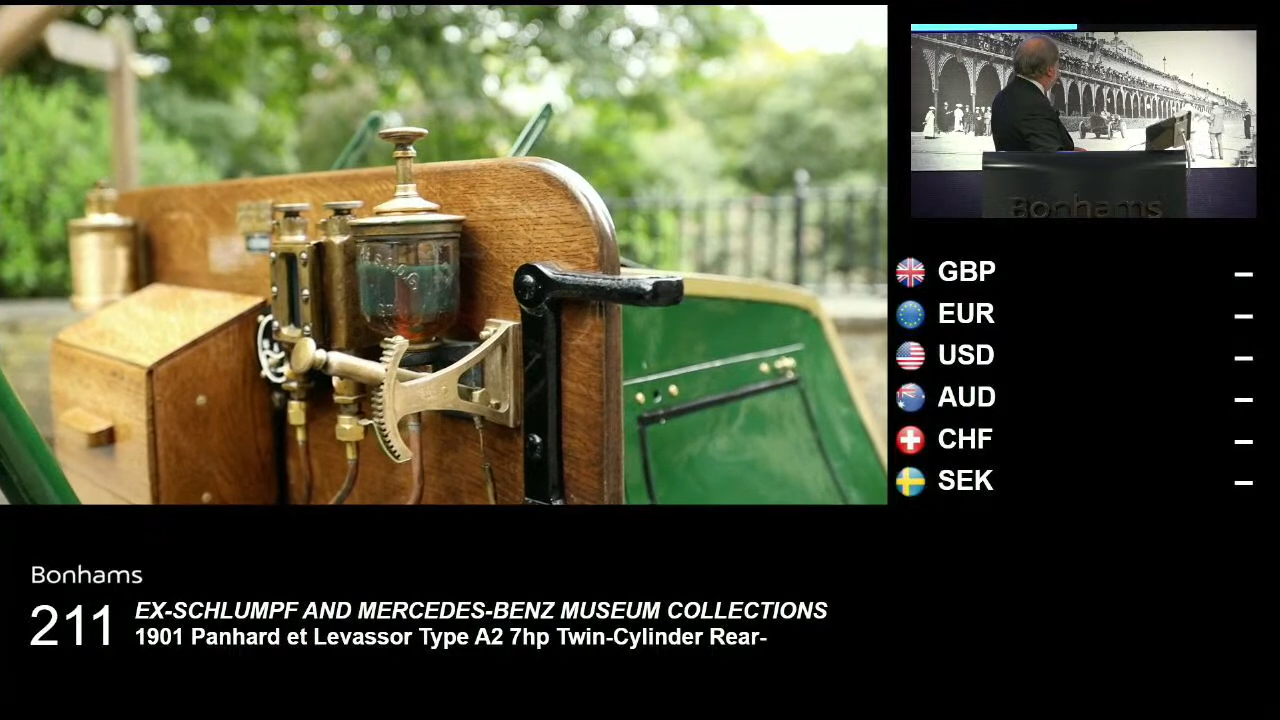 Bonhams
GBP –
EUR –
USD –
AUD –
CHF –
SEK –
Bonhams
211
EX-SCHLUMPF AND MERCEDES-BENZ MUSEUM COLLECTIONS
1901 Panhard et Levassor Type A2 7hp Twin-Cylinder Rear-